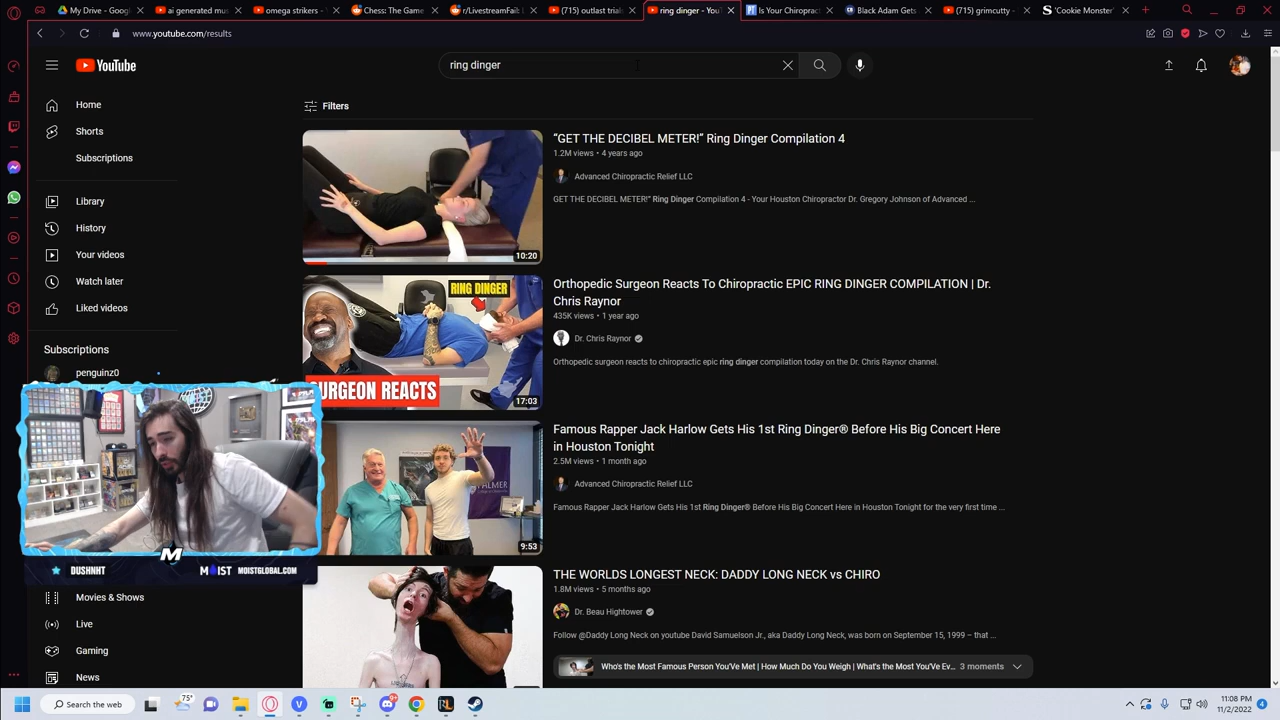 My Drive - Goog
ai generated mus
omega strikers -
Chess: The Game
r/LivestreamFail:
(715) outlast trial
ring dinger - You
Is Your Chiroprac
Black Adam Gets
(715) grimcutty -
Cookie Monster
www.youtube.com/results
YouTube
ring dinger
Home
Shorts
Subscriptions
Library
History
Your videos
Watch later
Liked videos
Subscriptions
penguinz0
Movies & Shows
Live
Gaming
News
Filters
10:20
“GET THE DECIBEL METER!” Ring Dinger Compilation 4
1.2M views • 4 years ago
Advanced Chiropractic Relief LLC
GET THE DECIBEL METER!” Ring Dinger Compilation 4 - Your Houston Chiropractor Dr. Gregory Johnson of Advanced ...
RING DINGER
SURGEON REACTS
17:03
Orthopedic Surgeon Reacts To Chiropractic EPIC RING DINGER COMPILATION | Dr.
Chris Raynor
435K views • 1 year ago
Dr. Chris Raynor
Orthopedic surgeon reacts to chiropractic epic ring dinger compilation today on the Dr. Chris Raynor channel.
PALMER
9:53
Famous Rapper Jack Harlow Gets His 1st Ring Dinger® Before His Big Concert Here
in Houston Tonight
2.5M views • 1 month ago
Advanced Chiropractic Relief LLC
Famous Rapper Jack Harlow Gets His 1st Ring Dinger® Before His Big Concert Here in Houston Tonight for the very first time ...
THE WORLDS LONGEST NECK: DADDY LONG NECK vs CHIRO
1.8M views • 5 months ago
Dr. Beau Hightower
Follow @Daddy Long Neck on youtube David Samuelson Jr., aka Daddy Long Neck, was born on September 15, 1999 – that ...
Who's the Most Famous Person You'Ve Met | How Much Do You Weigh | What's the Most You'Ve Ev...
3 moments
M
DUSHNHT
MOIST
MOISTGLOBAL.COM
Search the web
75°
11:08 PM
11/2/2022
4